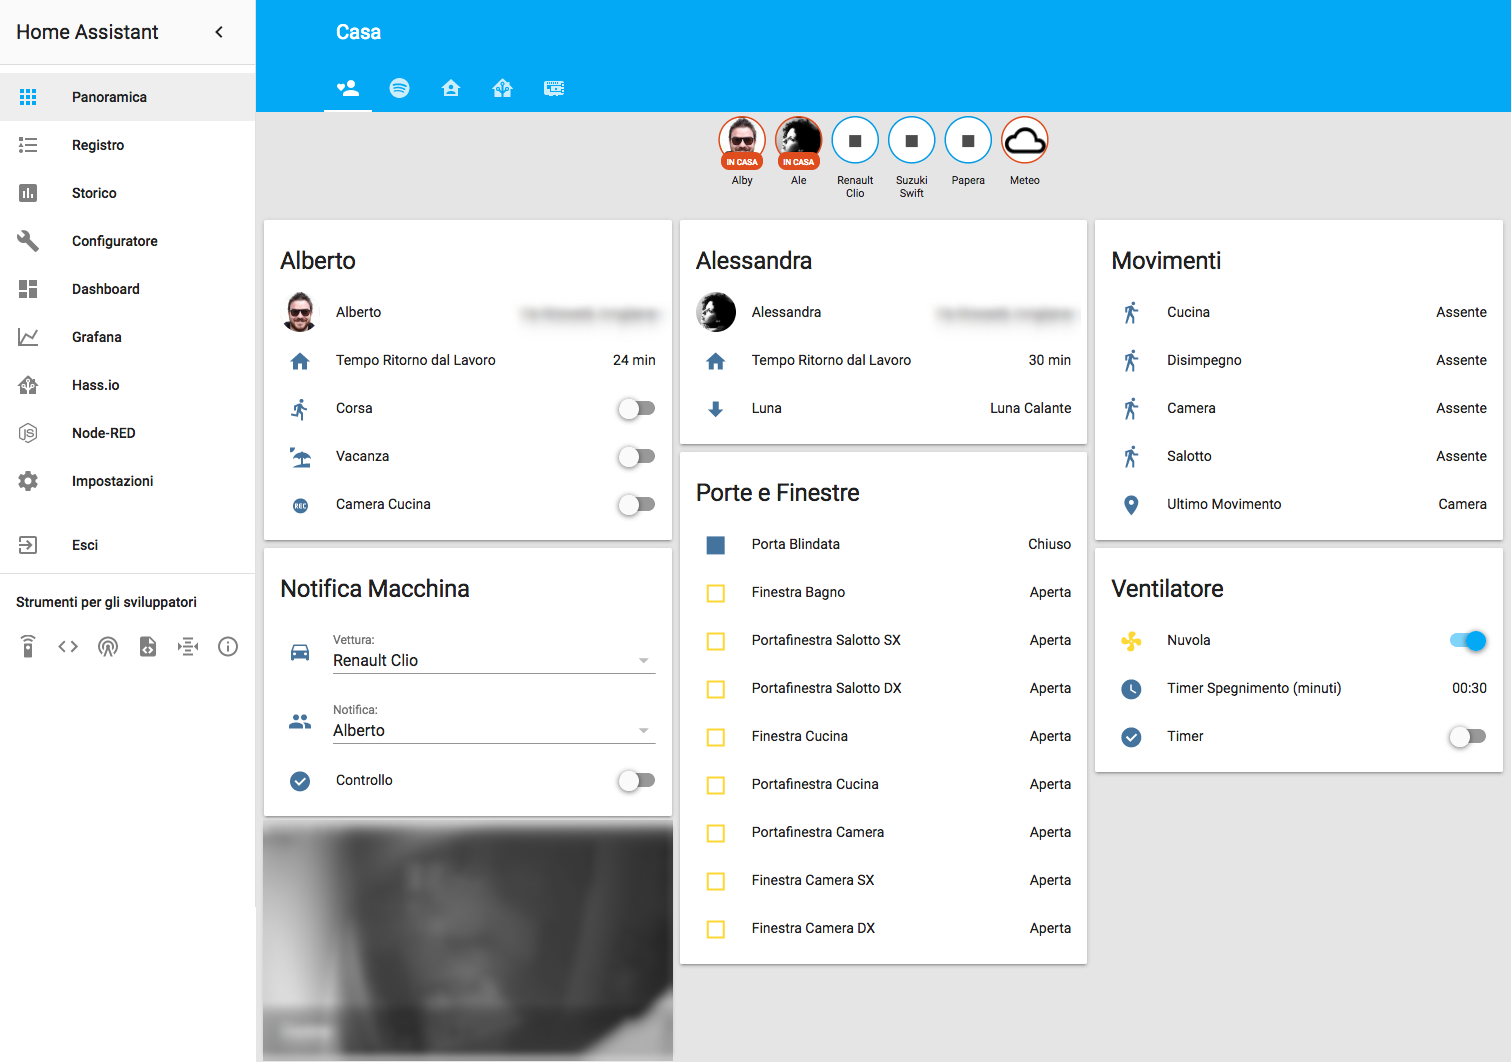 Home Assistant
Casa
Panoramica
Registro
Storico
Configuratore
Dashboard
Grafana
Hass.io
Node-RED
Impostazioni
Esci
Strumenti per gli sviluppatori
IN CASA
Alby
IN CASA
Ale
Renault
Clio
Suzuki
Swift
Papera
Meteo
Alberto
Alberto
Tempo Ritorno dal Lavoro 24 min
Corsa
Vacanza
REC Camera Cucina
Notifica Macchina
Vettura:
Renault Clio
Notifica:
Alberto
Controllo
Alessandra
Alessandra
Tempo Ritorno dal Lavoro 30 min
Luna Luna Calante
Porte e Finestre
Porta Blindata Chiuso
Finestra Bagno Aperta
Portafinestra Salotto SX Aperta
Portafinestra Salotto DX Aperta
Finestra Cucina Aperta
Portafinestra Cucina Aperta
Portafinestra Camera Aperta
Finestra Camera SX Aperta
Finestra Camera DX Aperta
Movimenti
Cucina Assente
Disimpegno Assente
Camera Assente
Salotto Assente
Ultimo Movimento Camera
Ventilatore
Nuvola
Timer Spegnimento (minuti) 00:30
Timer